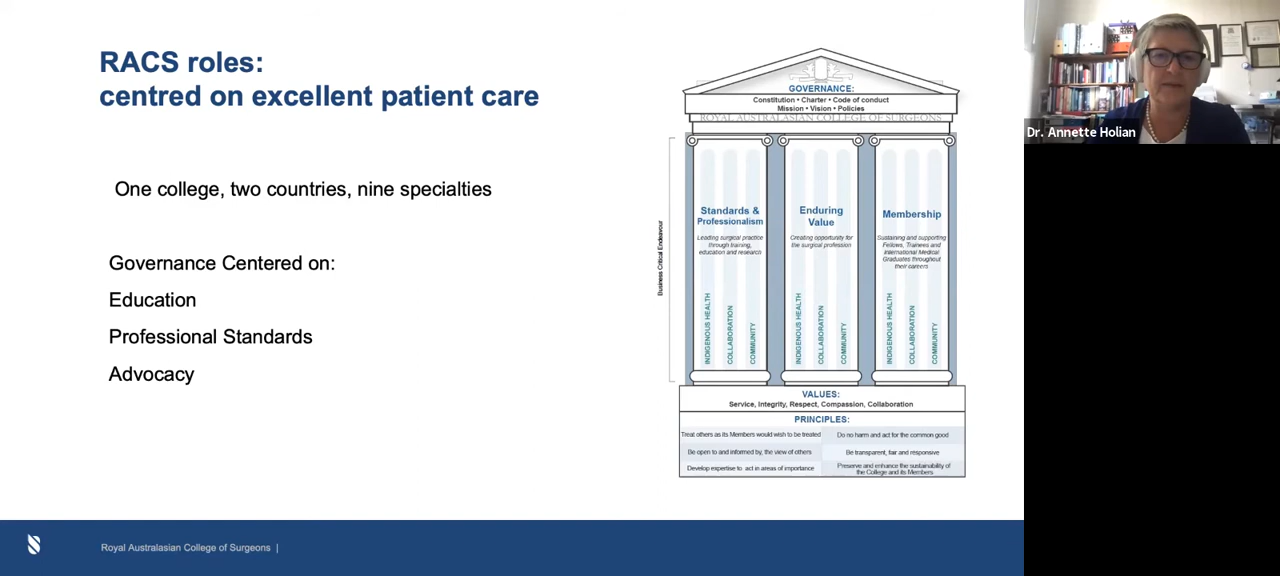 RACS roles:
centred on excellent patient care
One college, two countries, nine specialties
Governance Centered on:
Education
Professional Standards
Advocacy
GOVERNANCE:
Constitution • Charter • Code of conduct
Mission • Vision • Policies
ROYAL AUSTRALASIAN COLLEGE OF SURGEONS
Business Critical Endeavour
Standards &
Professionalism
Leading surgical practice
through training,
education and research
INDIGENOUS HEALTH
COLLABORATION
COMMUNITY
Enduring
Value
Creating opportunity for
the surgical profession
INDIGENOUS HEALTH
COLLABORATION
COMMUNITY
Membership
Sustaining and supporting
Fellows, Trainees and
International Medical
Graduates throughout
their careers
INDIGENOUS HEALTH
COLLABORATION
COMMUNITY
VALUES:
Service, Integrity, Respect, Compassion, Collaboration
PRINCIPLES:
Treat others as its Members would wish to be treated
Do no harm and act for the common good
Be open to and informed by, the view of others
Be transparent, fair and responsive
Develop expertise to act in areas of importance
Preserve and enhance the sustainability of
the College and its Members
Royal Australasian College of Surgeons |
Dr. Annette Holian